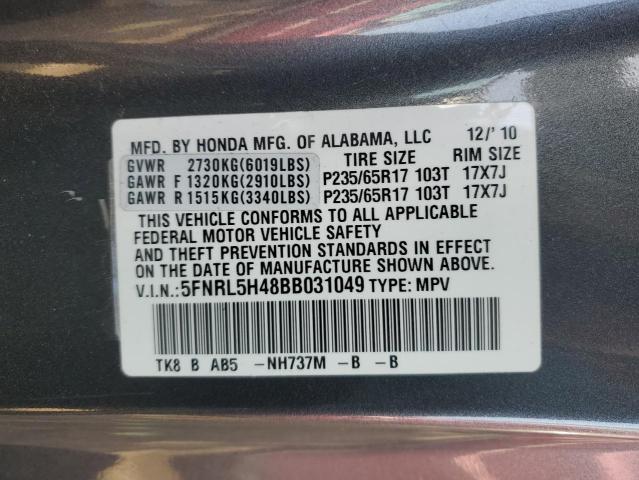 MFD. BY HONDA MFG. OF ALABAMA, LLC 12/'10
GVWR 2730KG(6019LBS) TIRE SIZE RIM SIZE
GAWR F 1320KG(2910LBS) P235/65R17 103T 17X7J
GAWR R 1515KG(3340LBS) P235/65R17 103T 17X7J
THIS VEHICLE CONFORMS TO ALL APPLICABLE
FEDERAL MOTOR VEHICLE SAFETY
AND THEFT PREVENTION STANDARDS IN EFFECT
ON THE DATE OF MANUFACTURE SHOWN ABOVE.
V.I.N.:5FNRL5H48BB031049 TYPE: MPV
TK8 B AB5 -NH737M -B -B